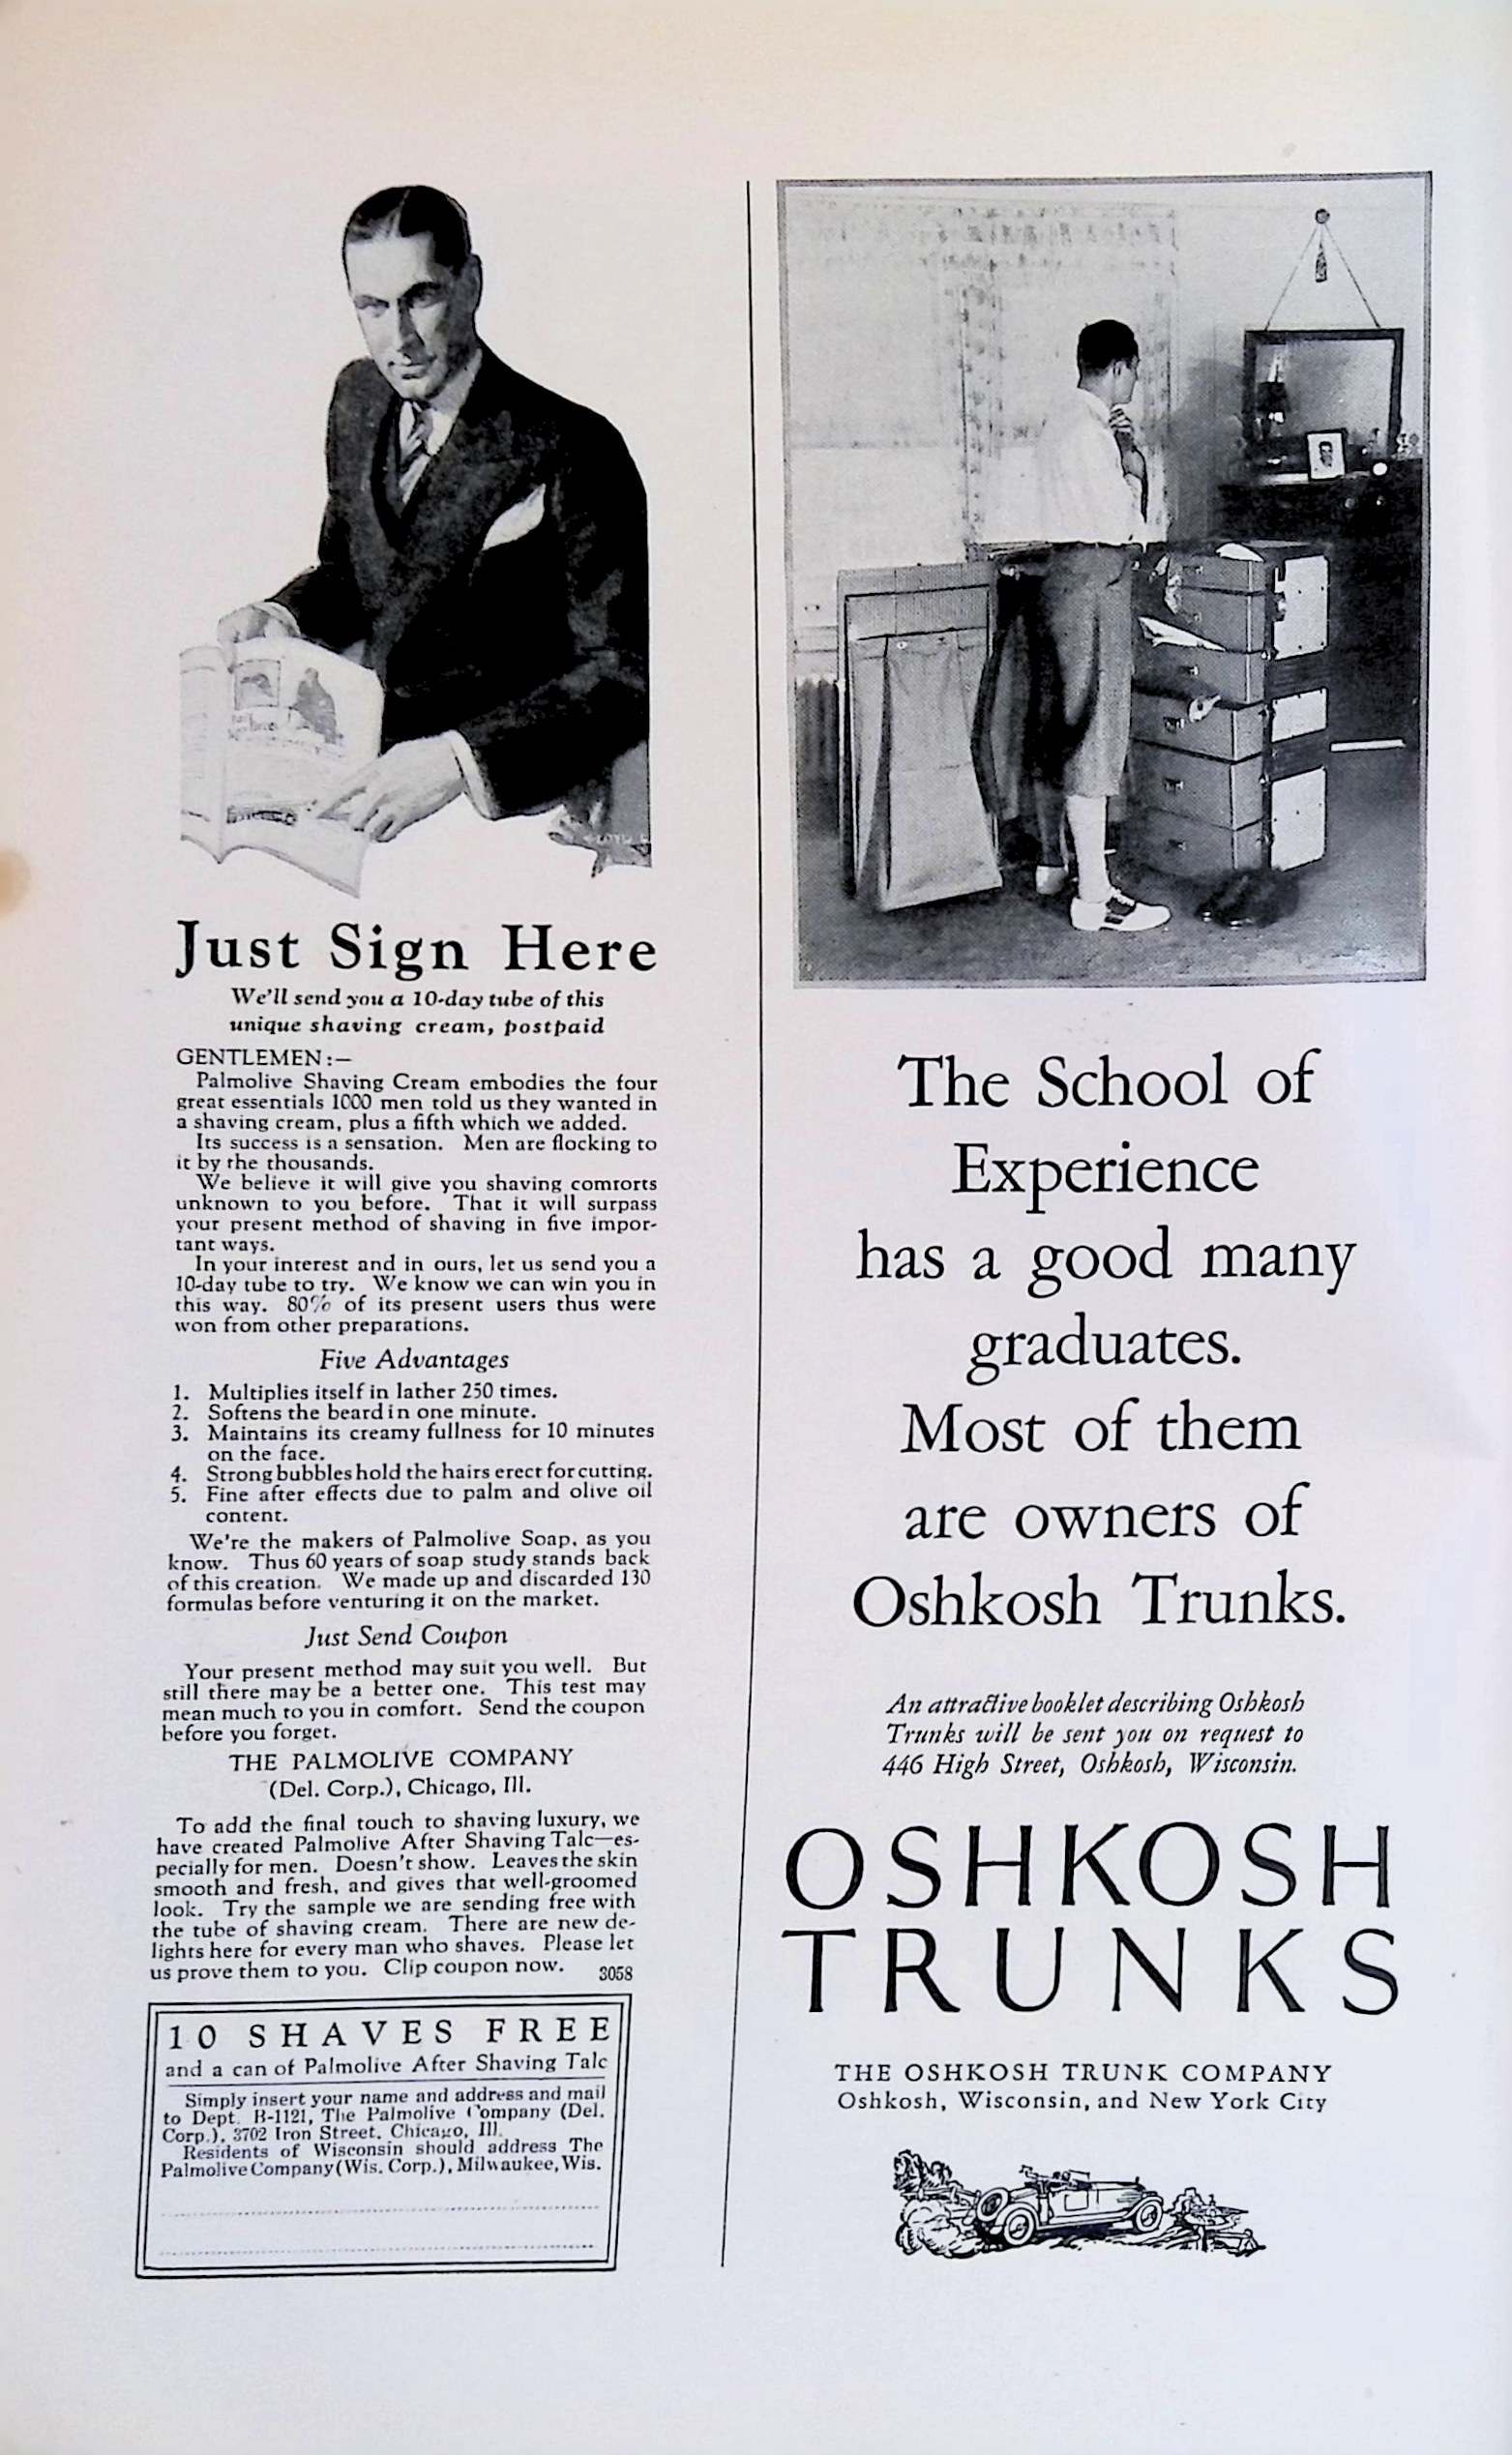 Just Sign Here
We'll send you a 10-day tube of this
unique shaving cream, postpaid
GENTLEMEN:—
Palmolive Shaving Cream embodies the four
great essentials 1000 men told us they wanted in
a shaving cream, plus a fifth which we added.
Its success is a sensation. Men are flocking to
it by the thousands.
We believe it will give you shaving comforts
unknown to you before. That it will surpass
your present method of shaving in five impor-
tant ways.
In your interest and in ours, let us send you a
10-day tube to try. We know we can win you in
this way. 80% of its present users thus were
won from other preparations.
Five Advantages
1. Multiplies itself in lather 250 times.
2. Softens the beard in one minute.
3. Maintains its creamy fullness for 10 minutes
on the face.
4. Strong bubbles hold the hairs erect for cutting.
5. Fine after effects due to palm and olive oil
content.
We're the makers of Palmolive Soap, as you
know. Thus 60 years of soap study stands back
of this creation. We made up and discarded 130
formulas before venturing it on the market.
Just Send Coupon
Your present method may suit you well. But
still there may be a better one. This test may
mean much to you in comfort. Send the coupon
before you forget.
THE PALMOLIVE COMPANY
(Del. Corp.), Chicago, Ill.
To add the final touch to shaving luxury, we
have created Palmolive After Shaving Talc—es-
pecially for men. Doesn't show. Leaves the skin
smooth and fresh, and gives that well-groomed
look. Try the sample we are sending free with
the tube of shaving cream. There are new de-
lights here for every man who shaves. Please let
us prove them to you. Clip coupon now. 3058
10 SHAVES FREE
and a can of Palmolive After Shaving Talc
Simply insert your name and address and mail
to Dept. B-1121, The Palmolive Company (Del.
Corp.), 3702 Iron Street, Chicago, Ill.
Residents of Wisconsin should address The
Palmolive Company (Wis. Corp.), Milwaukee, Wis.
The School of
Experience
has a good many
graduates.
Most of them
are owners of
Oshkosh Trunks.
An attractive booklet describing Oshkosh
Trunks will be sent you on request to
446 High Street, Oshkosh, Wisconsin.
OSHKOSH
TRUNKS
THE OSHKOSH TRUNK COMPANY
Oshkosh, Wisconsin, and New York City